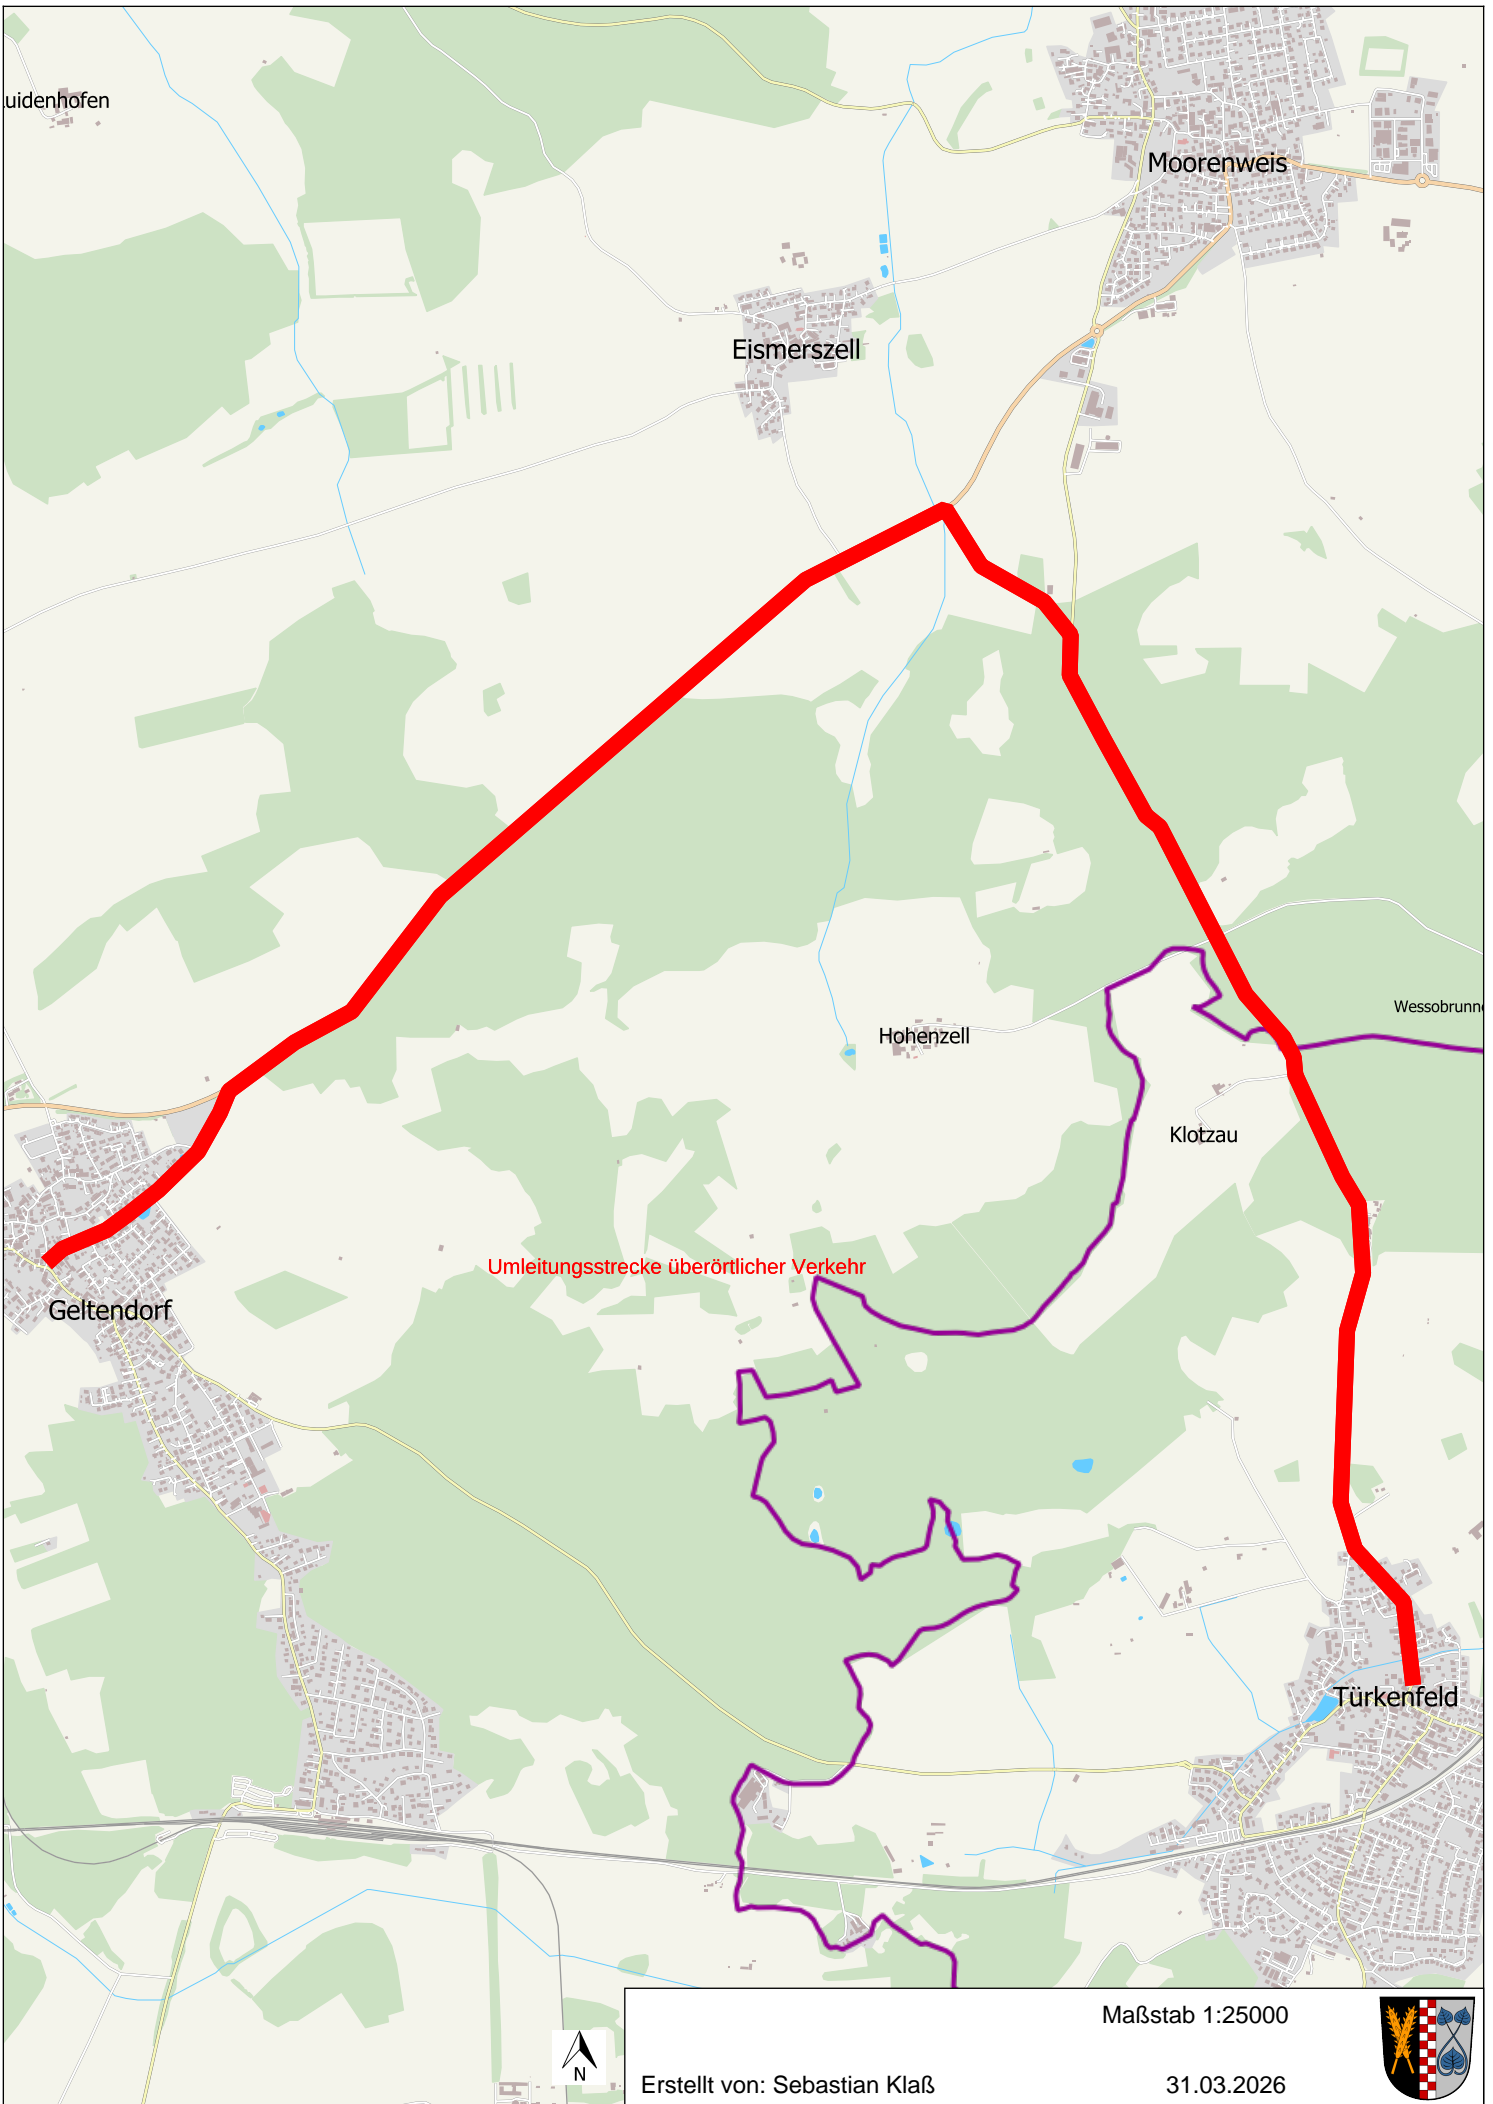 Moorenweis
Eismerszell
Wessobrunn
Hohenzell
Klotzau
Umleitungsstrecke überörtlicher Verkehr
Geltendorf
Türkenfeld
Maßstab 1:25000
N
Erstellt von: Sebastian Klaß
31.03.2026